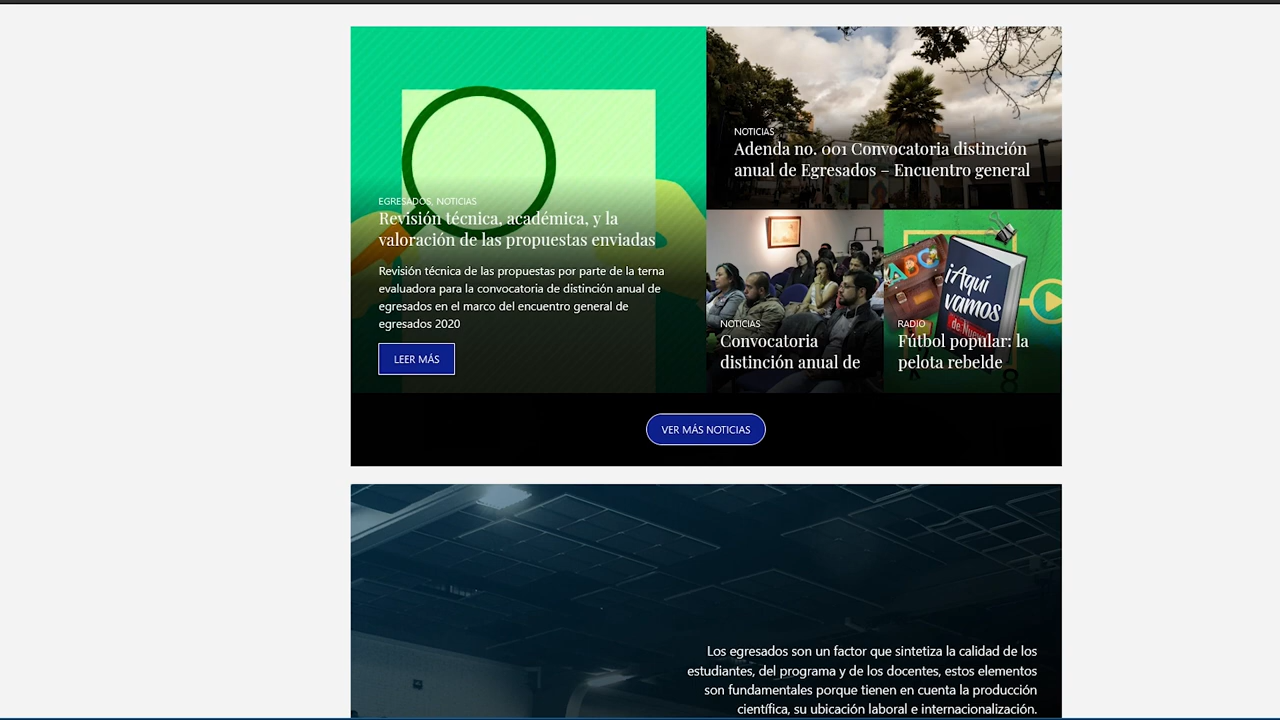 EGRESADOS, NOTICIAS
Revisión técnica, académica, y la
valoración de las propuestas enviadas
Revisión técnica de las propuestas por parte de la terna
evaluadora para la convocatoria de distinción anual de
egresados en el marco del encuentro general de
egresados 2020
LEER MÁS
NOTICIAS
Adenda no. 001 Convocatoria distinción
anual de Egresados – Encuentro general
NOTICIAS
Convocatoria
distinción anual de
ABC
¡Aquí
vamos
de Nuevo
8
RADIO
Fútbol popular: la
pelota rebelde
VER MÁS NOTICIAS
Los egresados son un factor que sintetiza la calidad de los
estudiantes, del programa y de los docentes, estos elementos
son fundamentales porque tienen en cuenta la producción
científica, su ubicación laboral e internacionalización.